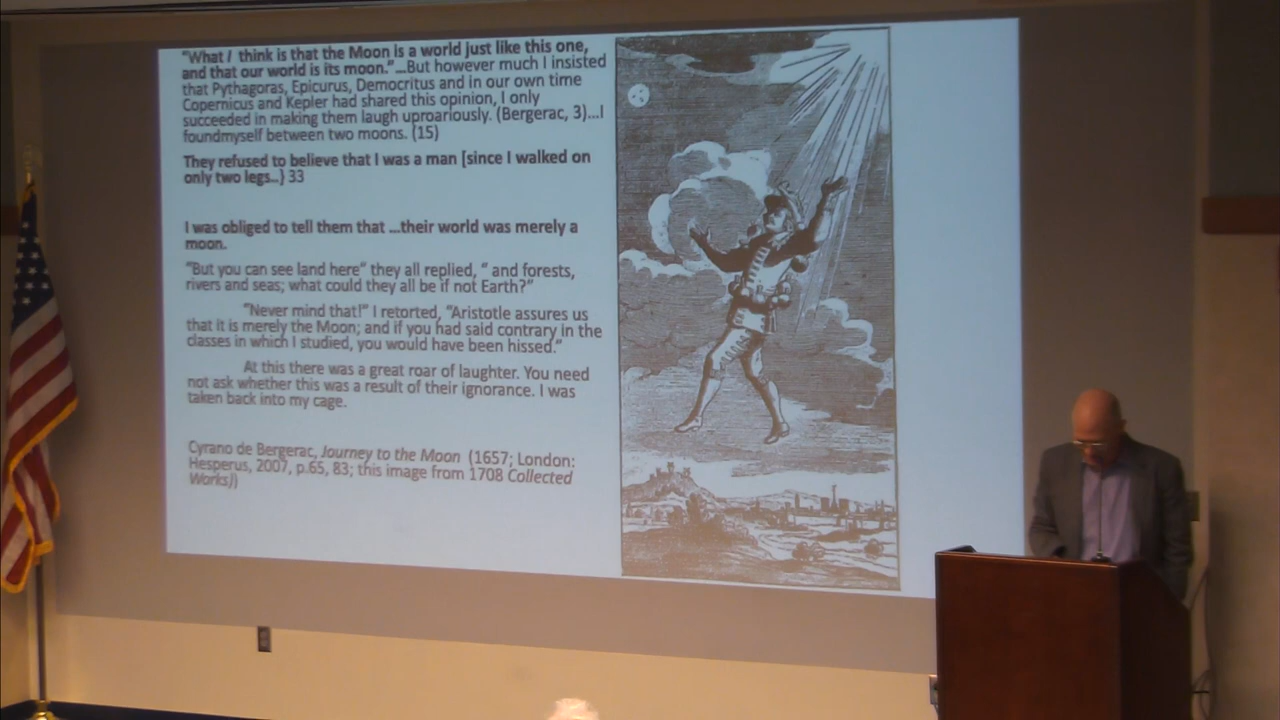 "What I think is that the Moon is a world just like this one,
and that our world is its moon."...But however much I insisted
that Pythagoras, Epicurus, Democritus and in our own time
Copernicus and Kepler had shared this opinion, I only
succeeded in making them laugh uproariously. (Bergerac, 3)...I
foundmyself between two moons. (15)
They refused to believe that I was a man [since I walked on
only two legs...} 33
I was obliged to tell them that ...their world was merely a
moon.
"But you can see land here" they all replied, " and forests,
rivers and seas; what could they all be if not Earth?"
"Never mind that!" I retorted, "Aristotle assures us
that it is merely the Moon; and if you had said contrary in the
classes in which I studied, you would have been hissed."
At this there was a great roar of laughter. You need
not ask whether this was a result of their ignorance. I was
taken back into my cage.
Cyrano de Bergerac, Journey to the Moon (1657; London:
Hesperus, 2007, p.65, 83; this image from 1708 Collected
Works])